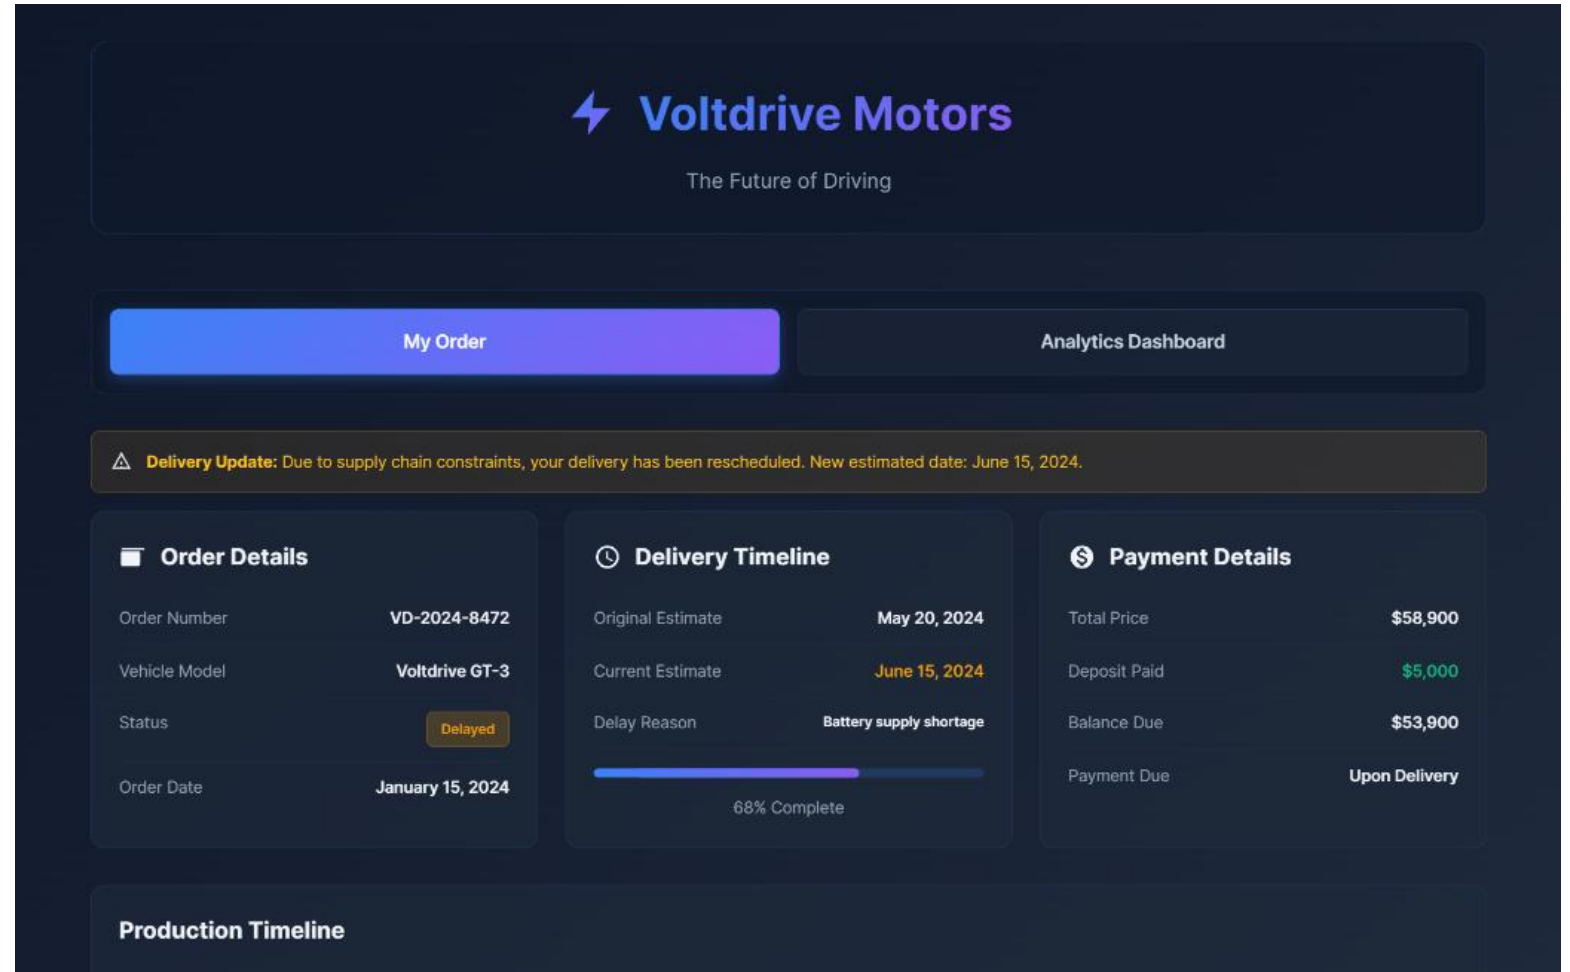 Voltdrive Motors
The Future of Driving
My Order
Analytics Dashboard
Delivery Update: Due to supply chain constraints, your delivery has been rescheduled. New estimated date: June 15, 2024.
Order Details
Order Number VD-2024-8472
Vehicle Model Voltdrive GT-3
Status Delayed
Order Date January 15, 2024
Delivery Timeline
Original Estimate May 20, 2024
Current Estimate June 15, 2024
Delay Reason Battery supply shortage
68% Complete
Payment Details
Total Price $58,900
Deposit Paid $5,000
Balance Due $53,900
Payment Due Upon Delivery
Production Timeline